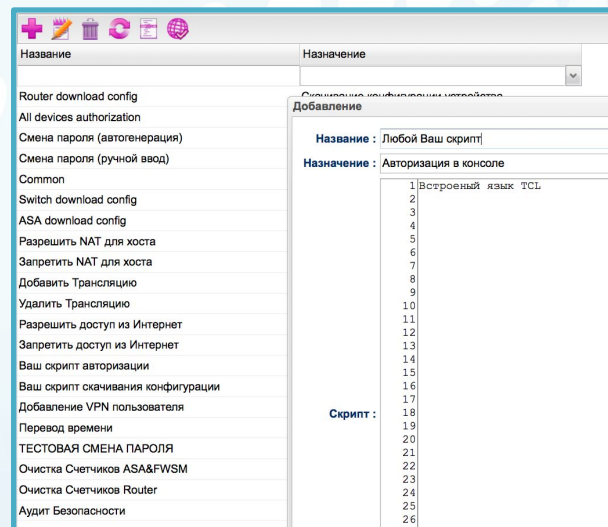 Название Назначение
Router download config Скачивание конфигурации устройства
All devices authorization
Смена пароля (автогенерация)
Смена пароля (ручной ввод)
Common
Switch download config
ASA download config
Разрешить NAT для хоста
Запретить NAT для хоста
Добавить Трансляцию
Удалить Трансляцию
Разрешить доступ из Интернет
Запретить доступ из Интернет
Ваш скрипт авторизации
Ваш скрипт скачивания конфигурации
Добавление VPN пользователя
Перевод времени
ТЕСТОВАЯ СМЕНА ПАРОЛЯ
Очистка Счетчиков ASA&FWSM
Очистка Счетчиков Router
Аудит Безопасности
Добавление
Название : Любой Ваш скрипт
Назначение : Авторизация в консоле
Скрипт :
1 Встроеный язык TCL
2
3
4
5
6
7
8
9
10
11
12
13
14
15
16
17
18
19
20
21
22
23
24
25
26